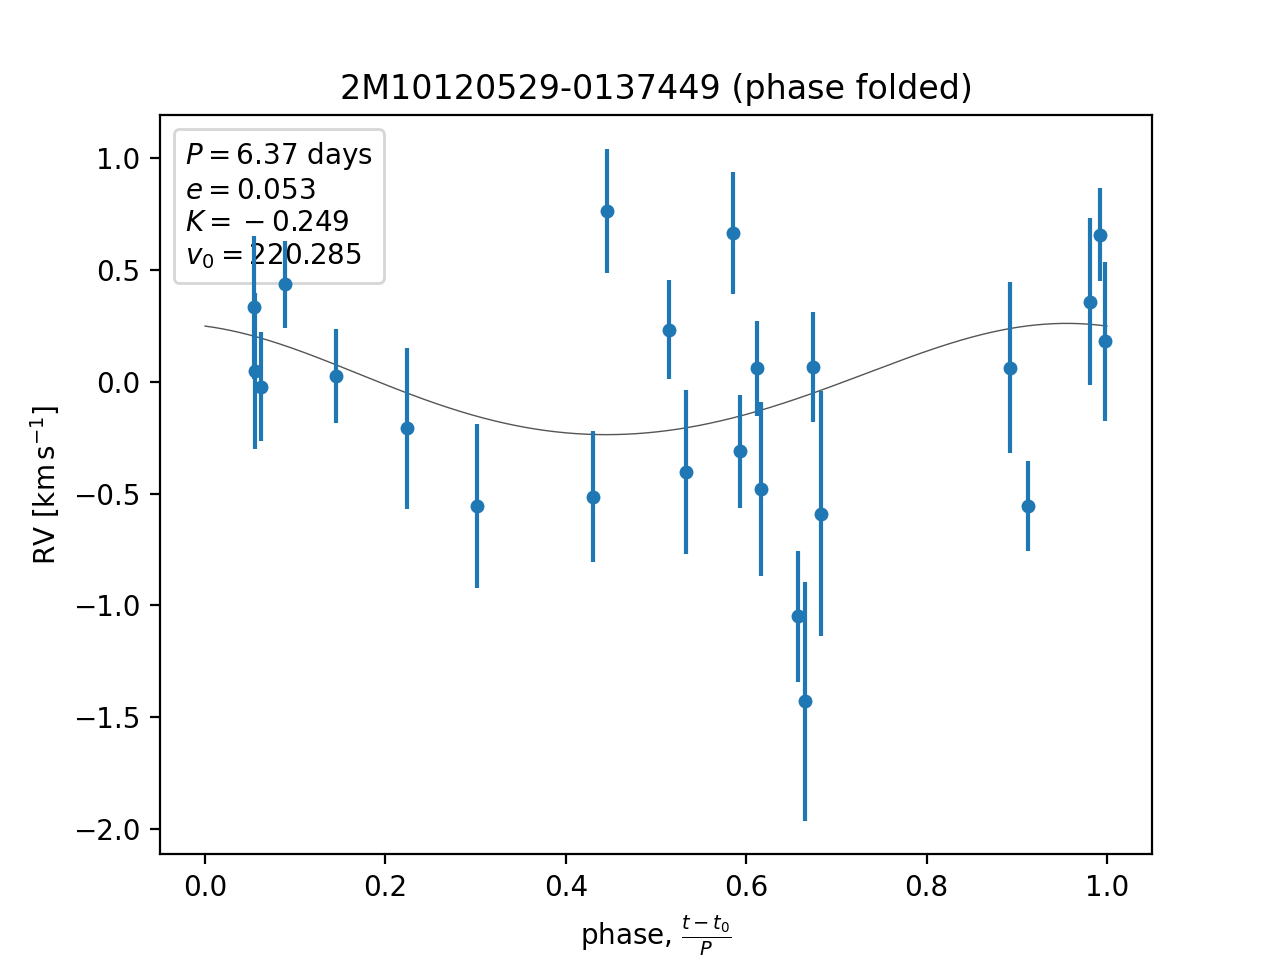 2M10120529-0137449 (phase folded)
P = 6.37 days
e = 0.053
K = −0.249
v₀ = 220.285
1.0
0.5
0.0
−0.5
−1.0
−1.5
−2.0
RV [km s⁻¹]
0.0 0.2 0.4 0.6 0.8 1.0
phase, (t − t₀)/P